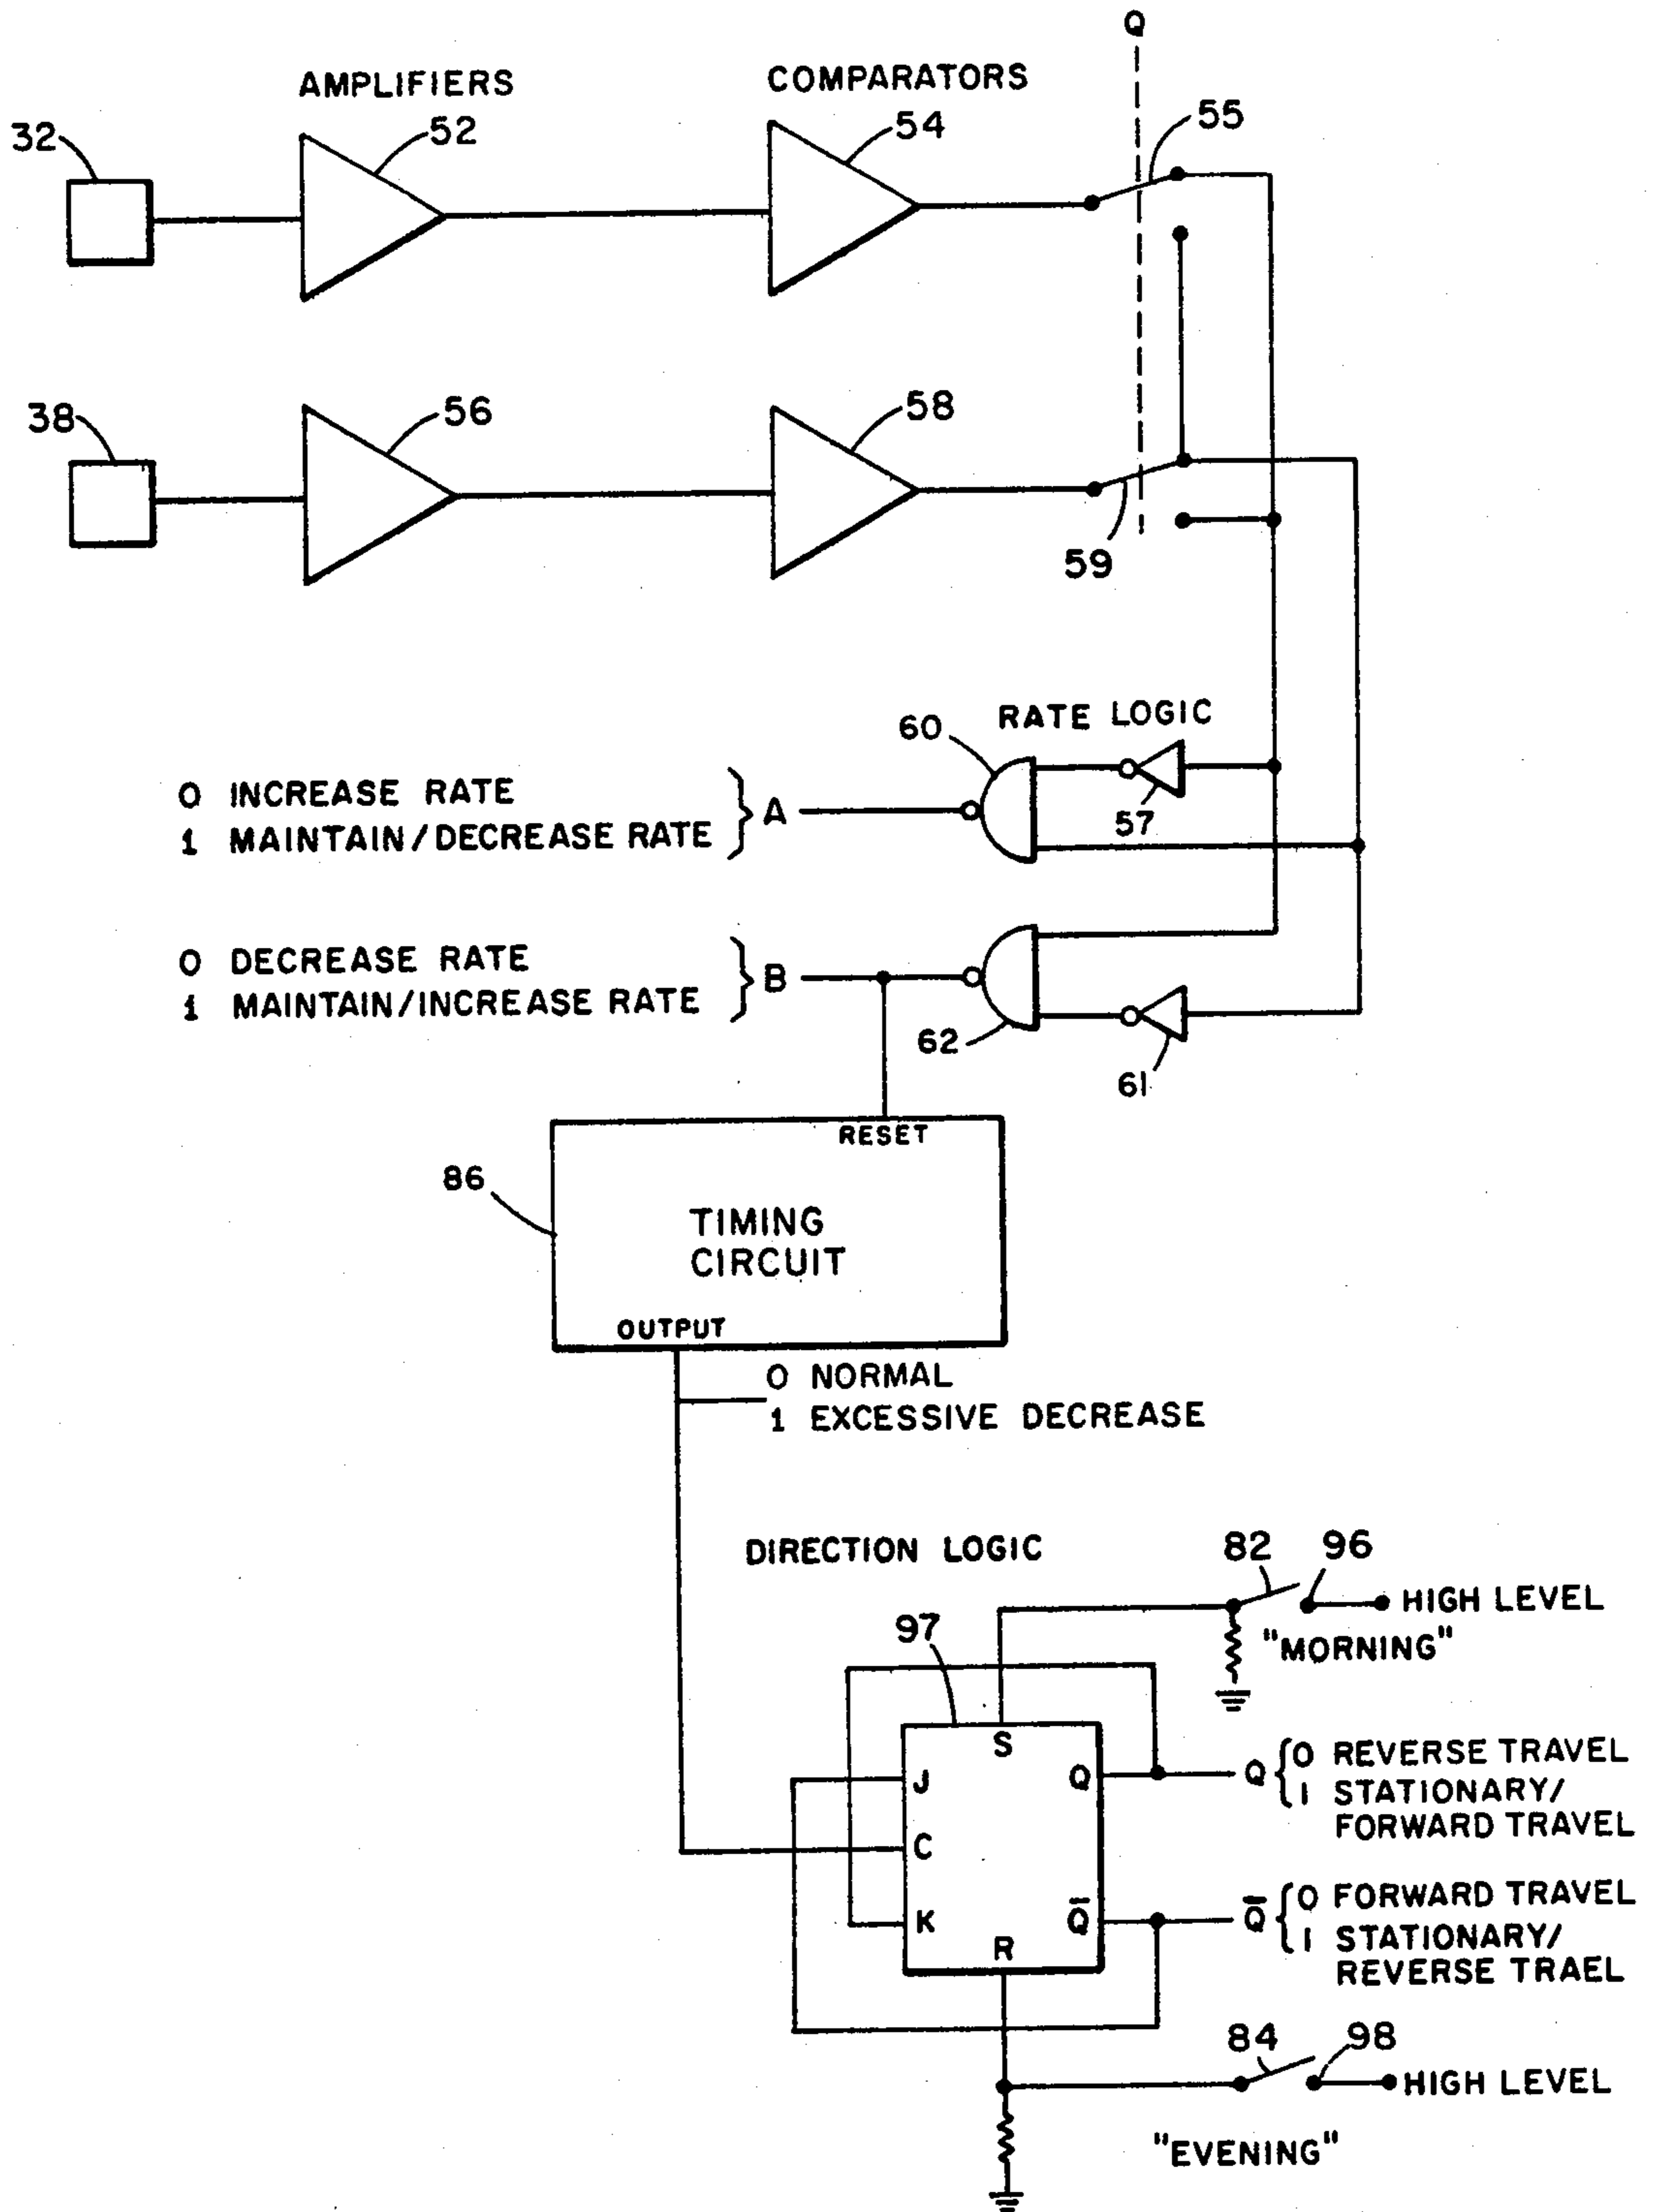 Q
AMPLIFIERS
COMPARATORS
32
52
54
55
38
56
58
59
RATE LOGIC
60
57
0 INCREASE RATE
1 MAINTAIN/DECREASE RATE
A
0 DECREASE RATE
1 MAINTAIN/INCREASE RATE
B
62
61
RESET
86
TIMING
CIRCUIT
OUTPUT
0 NORMAL
1 EXCESSIVE DECREASE
DIRECTION LOGIC
82
96
HIGH LEVEL
"MORNING"
97
S
J
Q
C
K
Q̄
R
Q
0 REVERSE TRAVEL
1 STATIONARY/
FORWARD TRAVEL
Q̄
0 FORWARD TRAVEL
1 STATIONARY/
REVERSE TRAEL
84
98
HIGH LEVEL
"EVENING"